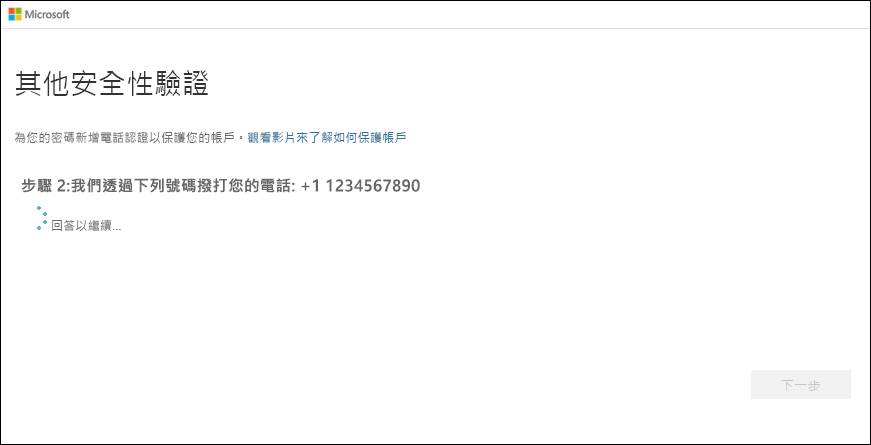 Microsoft
其他安全性驗證
為您的密碼新增電話認證以保護您的帳戶。觀看影片來了解如何保護帳戶
步驟 2:我們透過下列號碼撥打您的電話: +1 1234567890
回答以繼續...
下一步